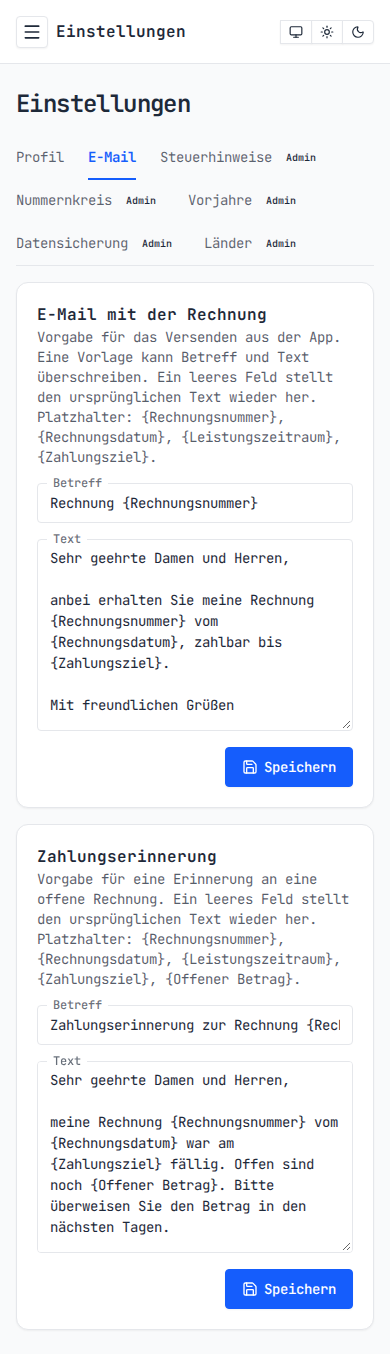 Einstellungen
Einstellungen
Profil E-Mail Steuerhinweise Admin
Nummernkreis Admin Vorjahre Admin
Datensicherung Admin Länder Admin
E-Mail mit der Rechnung
Vorgabe für das Versenden aus der App.
Eine Vorlage kann Betreff und Text
überschreiben. Ein leeres Feld stellt
den ursprünglichen Text wieder her.
Platzhalter: {Rechnungsnummer},
{Rechnungsdatum}, {Leistungszeitraum},
{Zahlungsziel}.
Betreff
Rechnung {Rechnungsnummer}
Text
Sehr geehrte Damen und Herren,
anbei erhalten Sie meine Rechnung
{Rechnungsnummer} vom
{Rechnungsdatum}, zahlbar bis
{Zahlungsziel}.
Mit freundlichen Grüßen
Speichern
Zahlungserinnerung
Vorgabe für eine Erinnerung an eine
offene Rechnung. Ein leeres Feld stellt
den ursprünglichen Text wieder her.
Platzhalter: {Rechnungsnummer},
{Rechnungsdatum}, {Leistungszeitraum},
{Zahlungsziel}, {Offener Betrag}.
Betreff
Zahlungserinnerung zur Rechnung {Rec
Text
Sehr geehrte Damen und Herren,
meine Rechnung {Rechnungsnummer} vom
{Rechnungsdatum} war am
{Zahlungsziel} fällig. Offen sind
noch {Offener Betrag}. Bitte
überweisen Sie den Betrag in den
nächsten Tagen.
Speichern